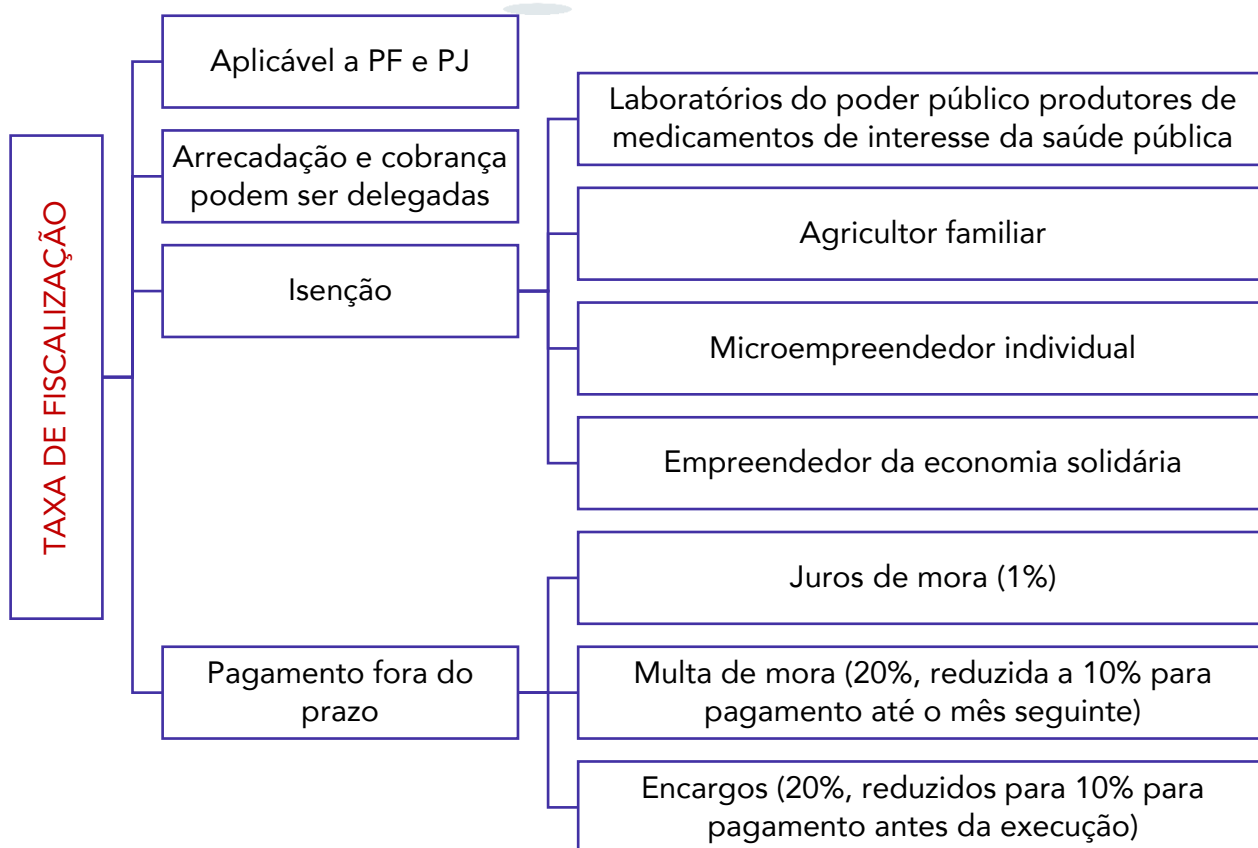 TAXA DE FISCALIZAÇÃO
Aplicável a PF e PJ
Arrecadação e cobrança
podem ser delegadas
Isenção
Laboratórios do poder público produtores de
medicamentos de interesse da saúde pública
Agricultor familiar
Microempreendedor individual
Empreendedor da economia solidária
Pagamento fora do
prazo
Juros de mora (1%)
Multa de mora (20%, reduzida a 10% para
pagamento até o mês seguinte)
Encargos (20%, reduzidos para 10% para
pagamento antes da execução)